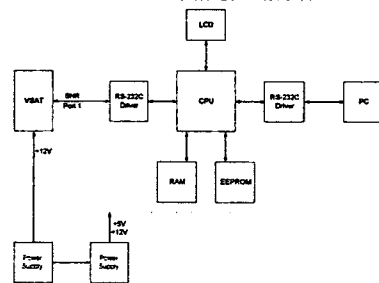 LCD
VSAT
SNR
Port 1
RS-232C
Driver
CPU
RS-232C
Driver
PC
+12V
RAM
EEPROM
+5V
+12V
Power
Supply
Power
Supply